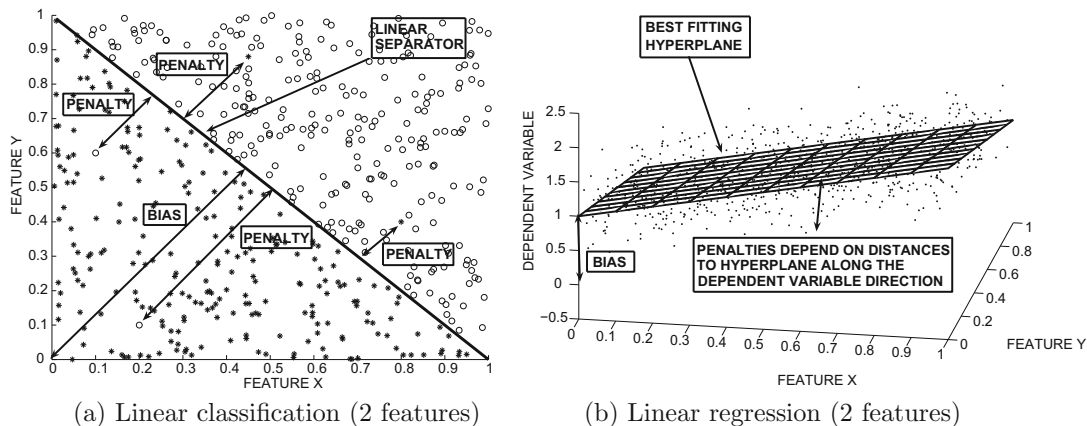 1
0.9
0.8
0.7
0.6
0.5
0.4
0.3
0.2
0.1
0
FEATURE Y
PENALTY
PENALTY
LINEAR
SEPARATOR
BIAS
PENALTY
PENALTY
0 0.1 0.2 0.3 0.4 0.5 0.6 0.7 0.8 0.9 1
FEATURE X
(a) Linear classification (2 features)
BEST FITTING
HYPERPLANE
2.5
2
1.5
1
0.5
0
−0.5
DEPENDENT VARIABLE
BIAS
PENALTIES DEPEND ON DISTANCES
TO HYPERPLANE ALONG THE
DEPENDENT VARIABLE DIRECTION
1
0.8
0.6
0.4
0.2
0
FEATURE Y
0 0.1 0.2 0.3 0.4 0.5 0.6 0.7 0.8 0.9 1
FEATURE X
(b) Linear regression (2 features)